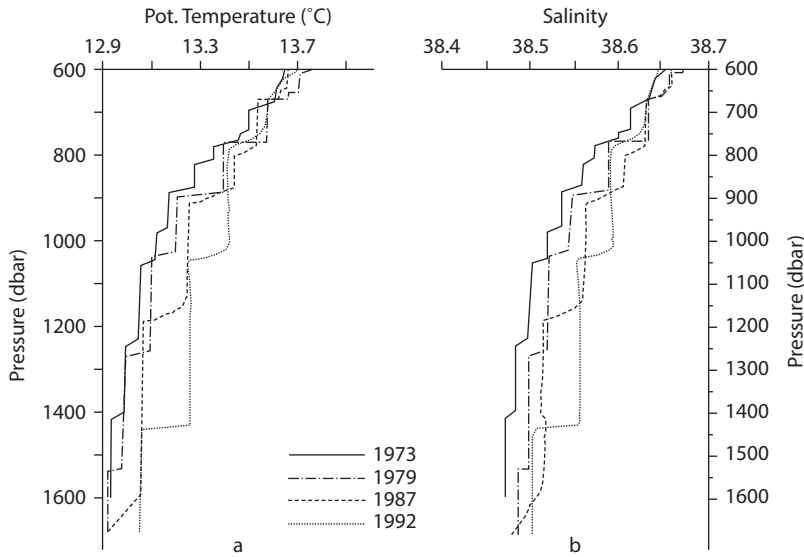 Pot. Temperature (˚C)
12.9 13.3 13.7
600
800
1000
1200
1400
1600
Pressure (dbar)
a
Salinity
38.4 38.5 38.6 38.7
600
700
800
900
1000
1100
1200
1300
1400
1500
1600
Pressure (dbar)
b
1973
1979
1987
1992